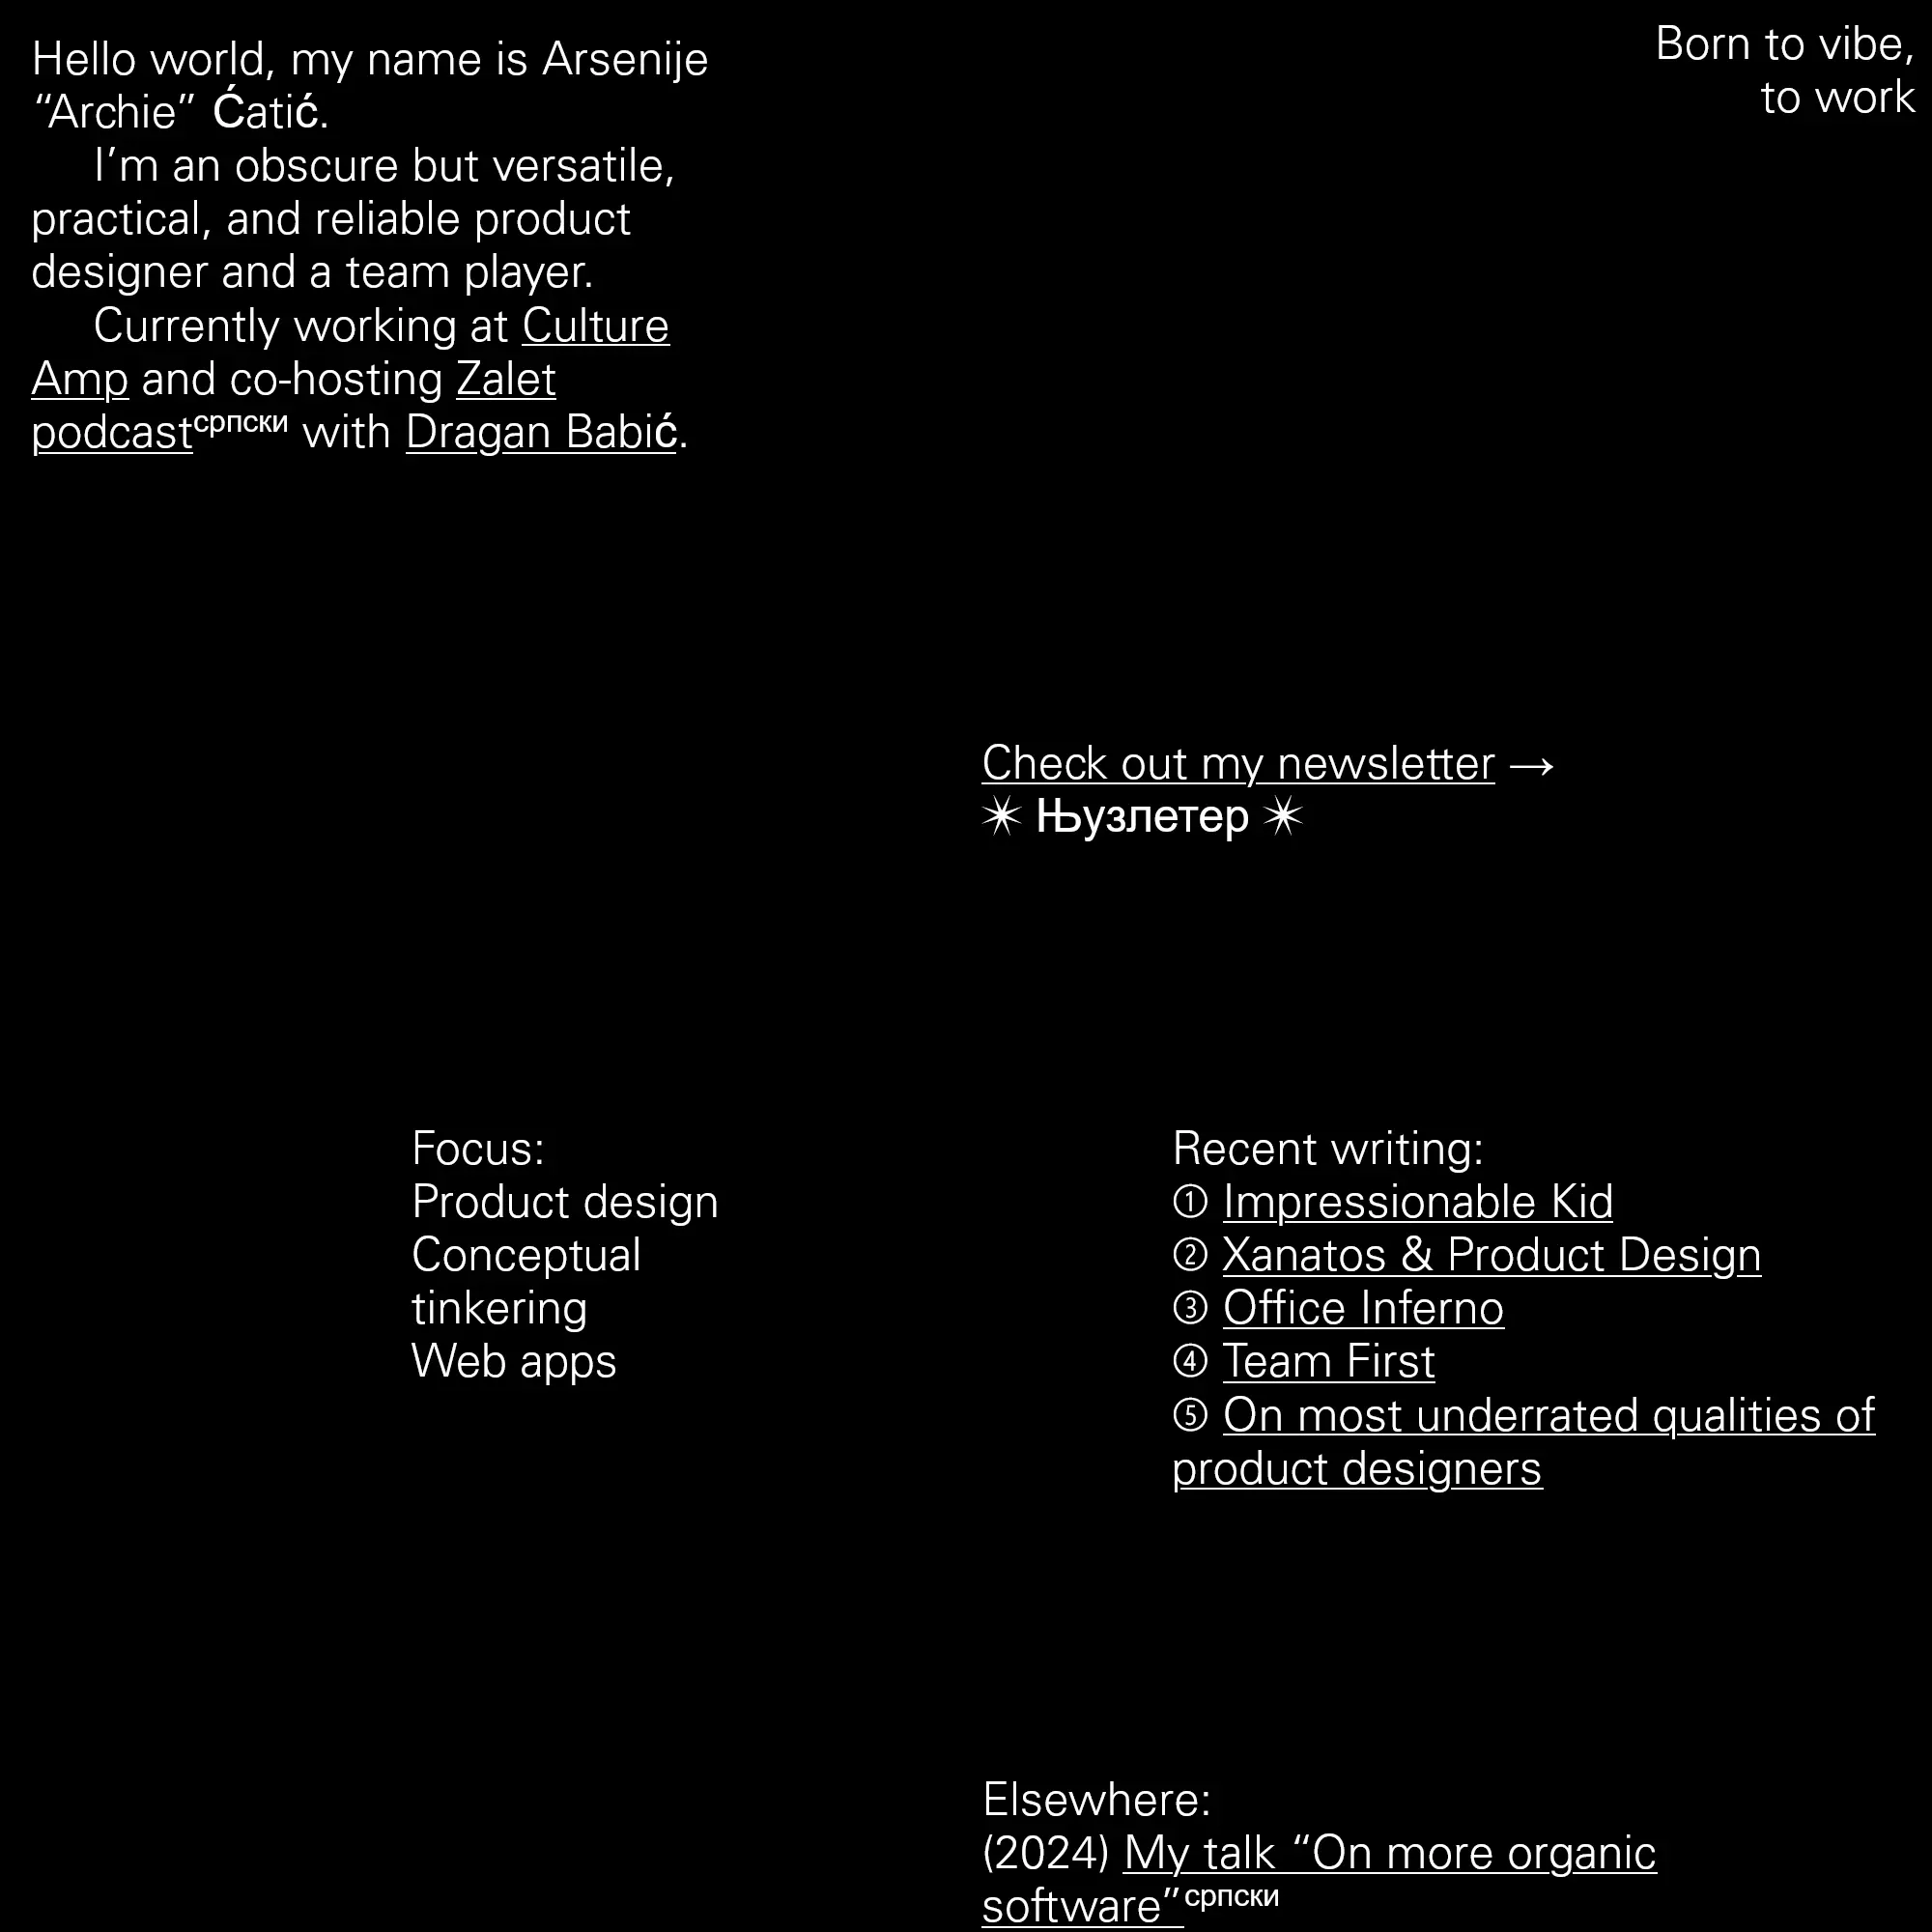 Hello world, my name is Arsenije
“Archie” Ćatić.
I’m an obscure but versatile,
practical, and reliable product
designer and a team player.
Currently working at Culture
Amp and co-hosting Zalet
podcastсрпски with Dragan Babić.
Born to vibe,
to work
Check out my newsletter →
✴ Њузлетер ✴
Focus:
Product design
Conceptual
tinkering
Web apps
Recent writing:
① Impressionable Kid
② Xanatos & Product Design
③ Office Inferno
④ Team First
⑤ On most underrated qualities of
product designers
Elsewhere:
(2024) My talk “On more organic
software”српски